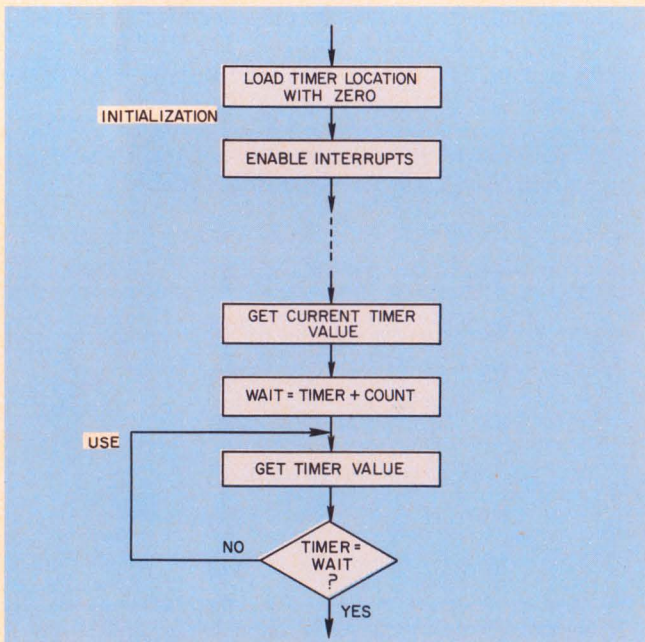 LOAD TIMER LOCATION
WITH ZERO
INITIALIZATION
ENABLE INTERRUPTS
GET CURRENT TIMER
VALUE
WAIT = TIMER + COUNT
USE
GET TIMER VALUE
NO
TIMER =
WAIT
?
YES